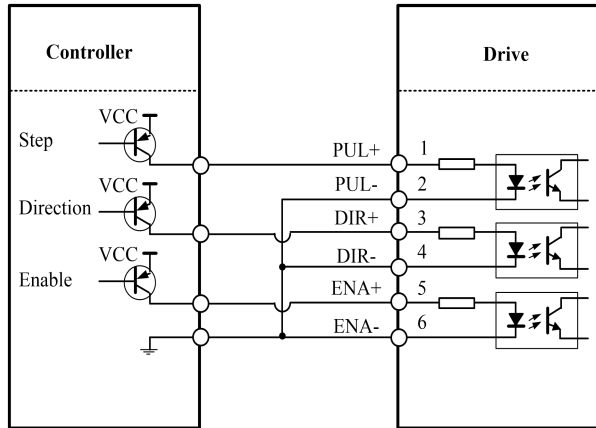 Controller
Drive
VCC
Step
PUL+ 1
PUL- 2
VCC
Direction
DIR+ 3
DIR- 4
VCC
Enable
ENA+ 5
ENA- 6